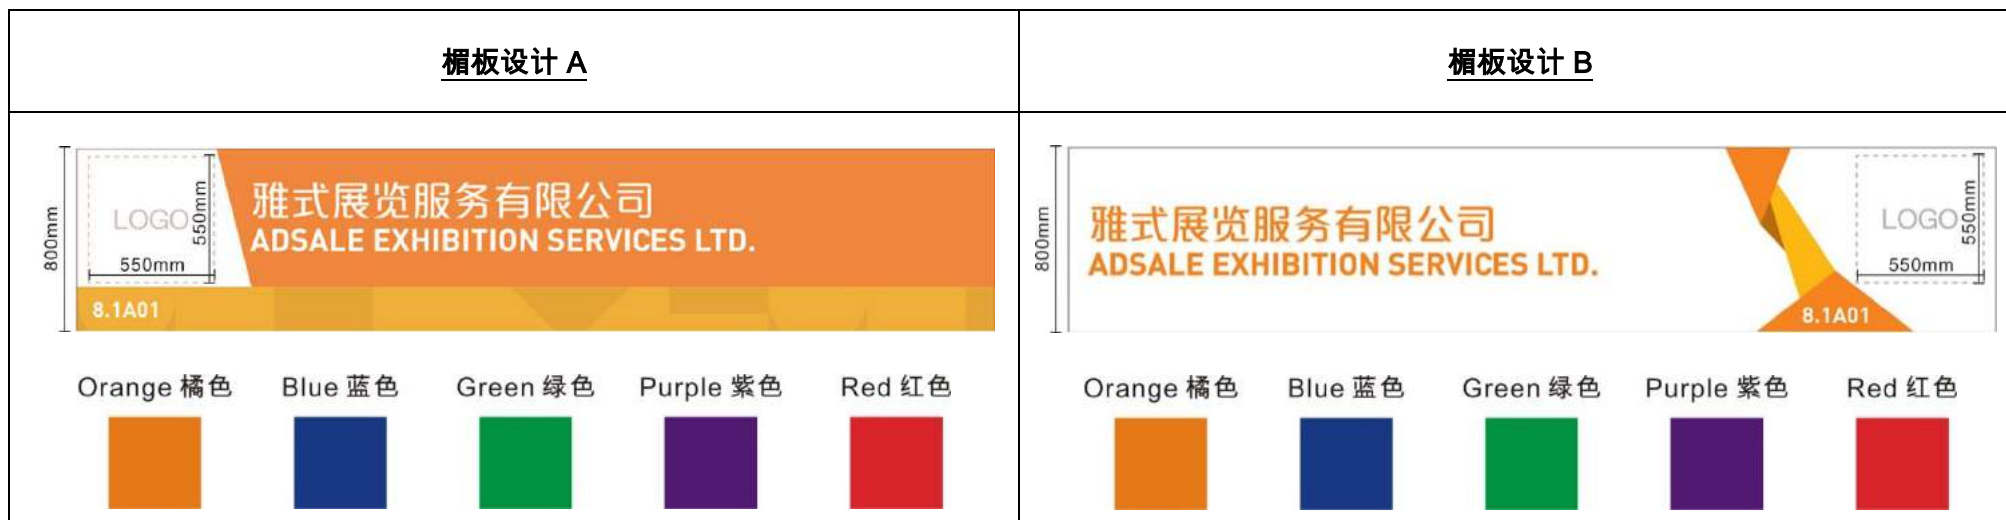 楣板设计 A
楣板设计 B
800mm
LOGO
550mm
550mm
雅式展览服务有限公司
ADSALE EXHIBITION SERVICES LTD.
8.1A01
Orange 橘色
Blue 蓝色
Green 绿色
Purple 紫色
Red 红色
800mm
雅式展览服务有限公司
ADSALE EXHIBITION SERVICES LTD.
LOGO
550mm
550mm
8.1A01
Orange 橘色
Blue 蓝色
Green 绿色
Purple 紫色
Red 红色